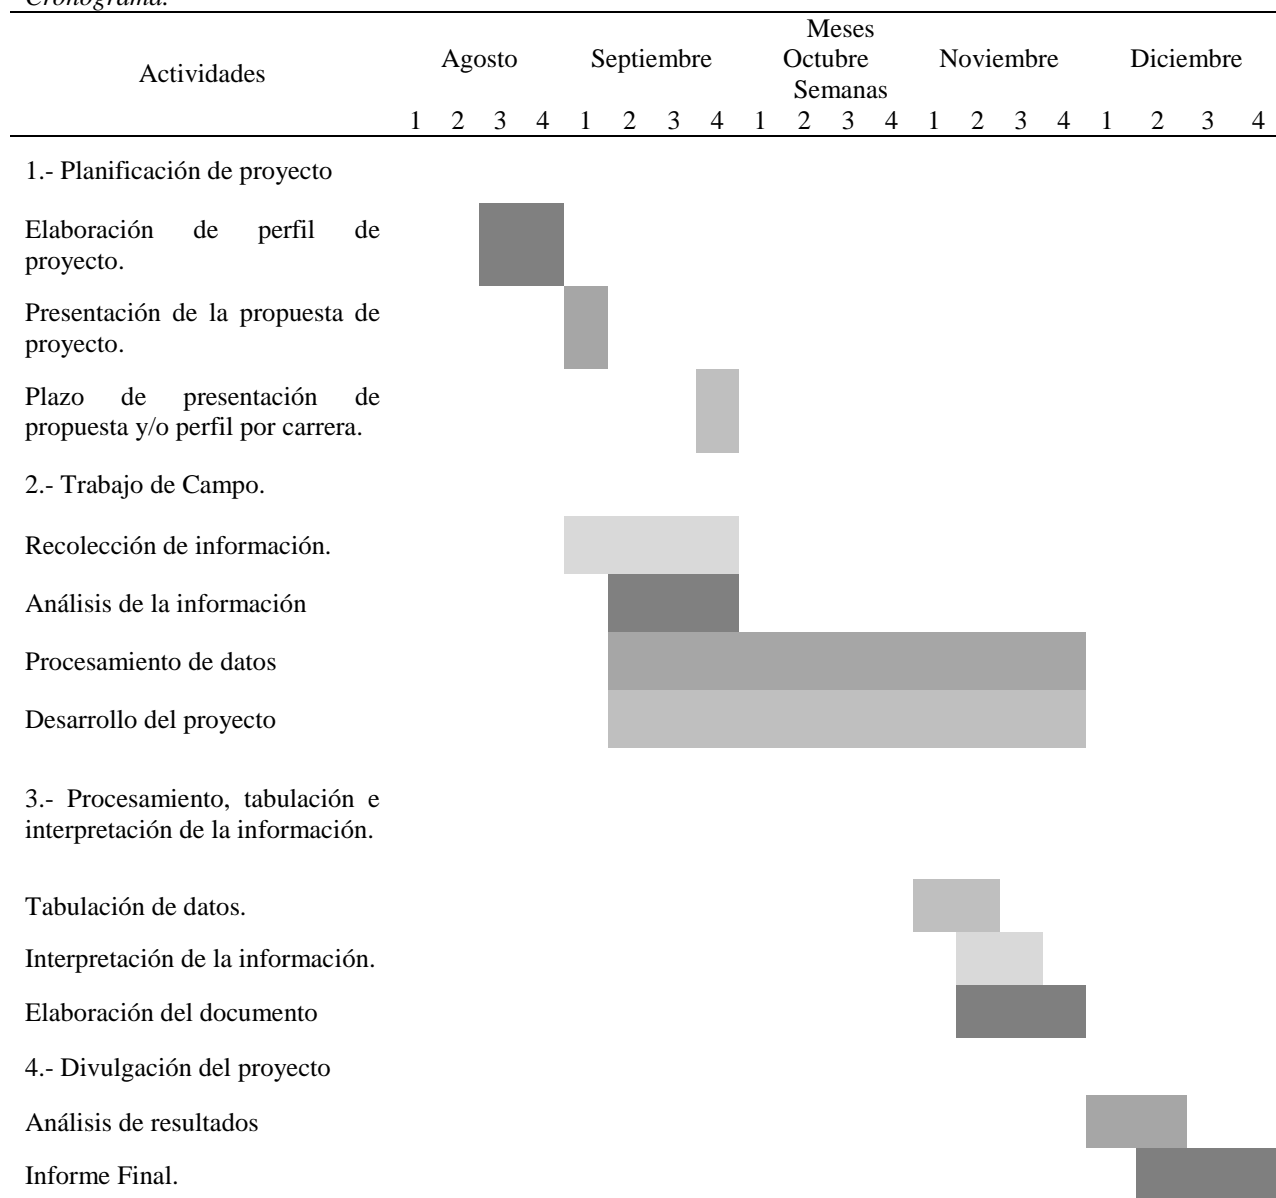 Cronograma.
Meses
Actividades
Agosto Septiembre Octubre Noviembre Diciembre
Semanas
1 2 3 4 1 2 3 4 1 2 3 4 1 2 3 4 1 2 3 4
1.- Planificación de proyecto
Elaboración de perfil de
proyecto.
Presentación de la propuesta de
proyecto.
Plazo de presentación de
propuesta y/o perfil por carrera.
2.- Trabajo de Campo.
Recolección de información.
Análisis de la información
Procesamiento de datos
Desarrollo del proyecto
3.- Procesamiento, tabulación e
interpretación de la información.
Tabulación de datos.
Interpretación de la información.
Elaboración del documento
4.- Divulgación del proyecto
Análisis de resultados
Informe Final.